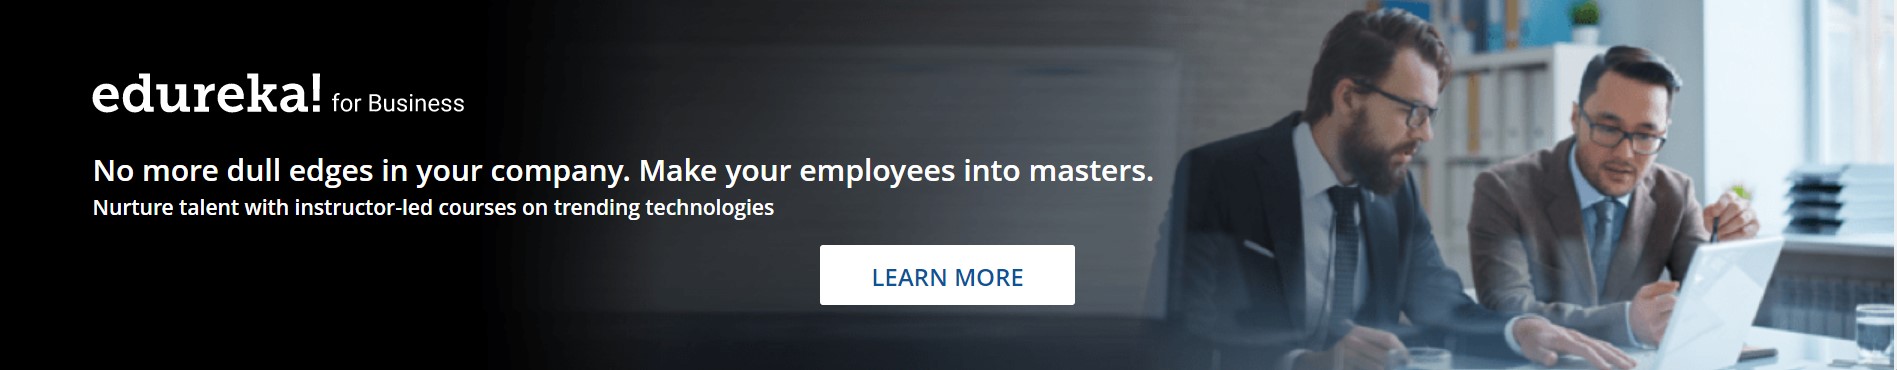 edureka! for Business
No more dull edges in your company. Make your employees into masters.
Nurture talent with instructor-led courses on trending technologies
LEARN MORE